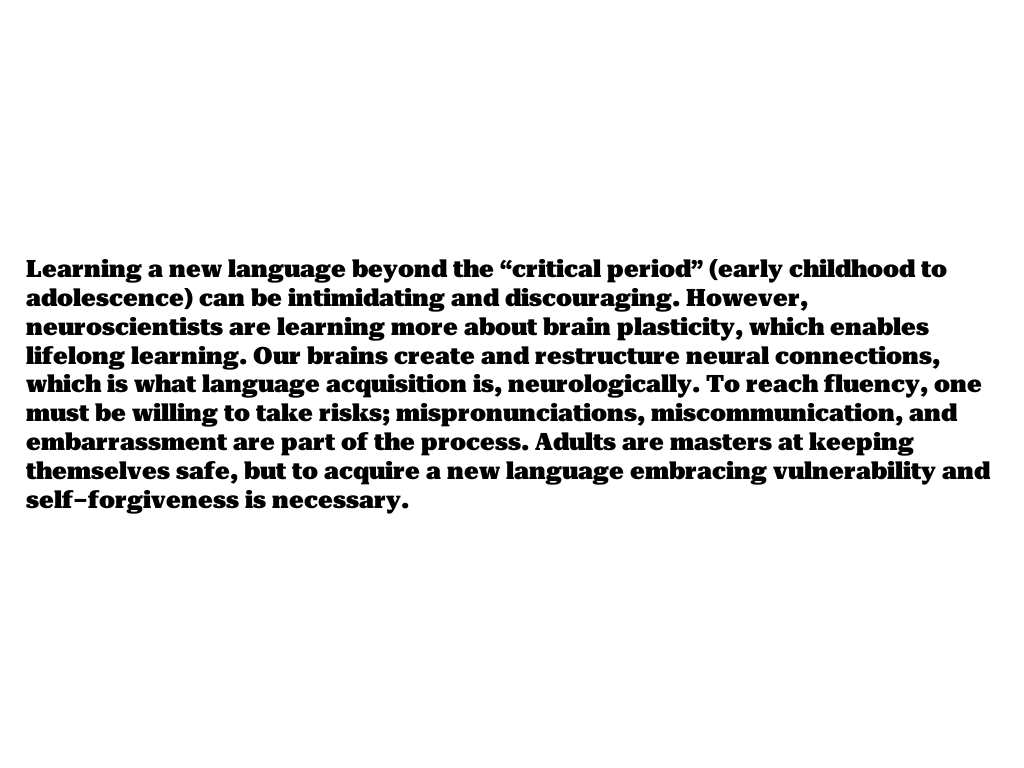 Learning a new language beyond the “critical period” (early childhood to
adolescence) can be intimidating and discouraging. However,
neuroscientists are learning more about brain plasticity, which enables
lifelong learning. Our brains create and restructure neural connections,
which is what language acquisition is, neurologically. To reach fluency, one
must be willing to take risks; mispronunciations, miscommunication, and
embarrassment are part of the process. Adults are masters at keeping
themselves safe, but to acquire a new language embracing vulnerability and
self-forgiveness is necessary.